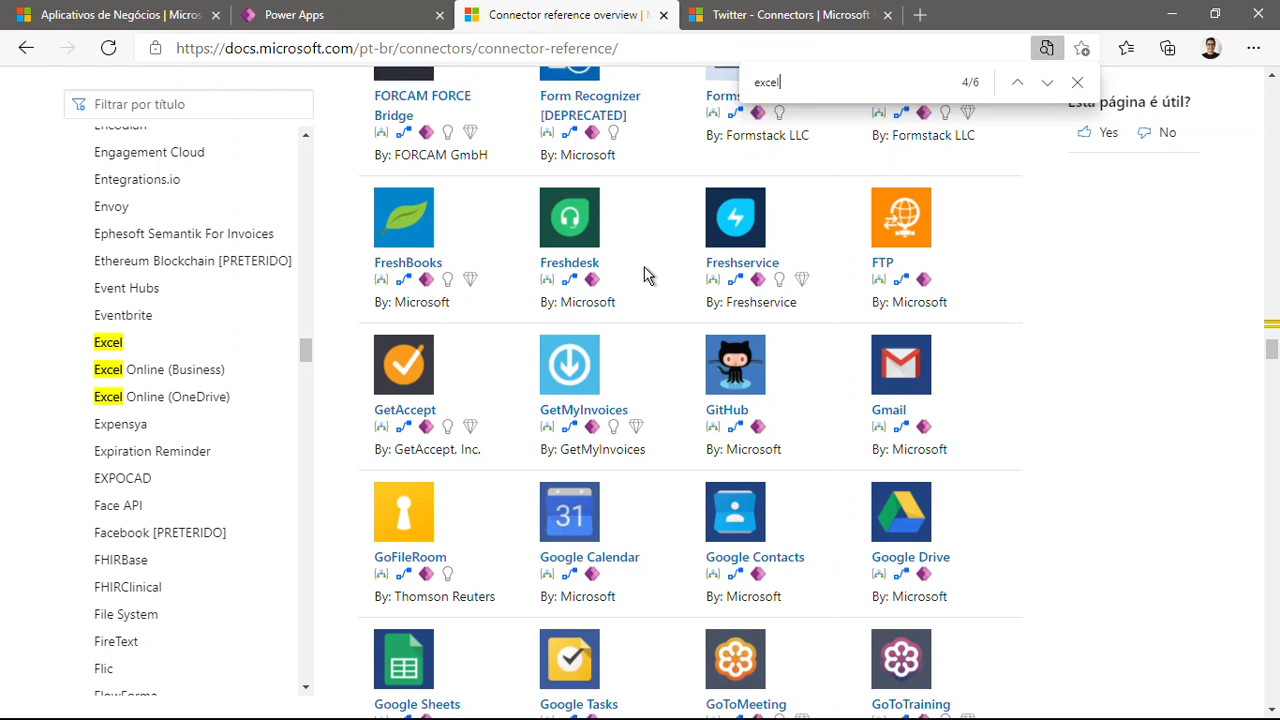 Aplicativos de Negócios | Micros
Power Apps
Connector reference overview |
Twitter - Connectors | Microsoft
https://docs.microsoft.com/pt-br/connectors/connector-reference/
excel
4/6
Filtrar por título
Engagement Cloud
Entegrations.io
Envoy
Ephesoft Semantik For Invoices
Ethereum Blockchain [PRETERIDO]
Event Hubs
Eventbrite
Excel
Excel Online (Business)
Excel Online (OneDrive)
Expensya
Expiration Reminder
EXPOCAD
Face API
Facebook [PRETERIDO]
FHIRBase
FHIRClinical
File System
FireText
Flic
FlowForma
FORCAM FORCE
Bridge
By: FORCAM GmbH
Form Recognizer
[DEPRECATED]
By: Microsoft
Forms
By: Formstack LLC
By: Formstack LLC
FreshBooks
By: Microsoft
Freshdesk
By: Microsoft
Freshservice
By: Freshservice
FTP
By: Microsoft
GetAccept
By: GetAccept, Inc.
GetMyInvoices
By: GetMyInvoices
GitHub
By: Microsoft
Gmail
By: Microsoft
GoFileRoom
By: Thomson Reuters
31
Google Calendar
By: Microsoft
Google Contacts
By: Microsoft
Google Drive
By: Microsoft
Google Sheets
Google Tasks
GoToMeeting
GoToTraining
Esta página é útil?
Yes
No